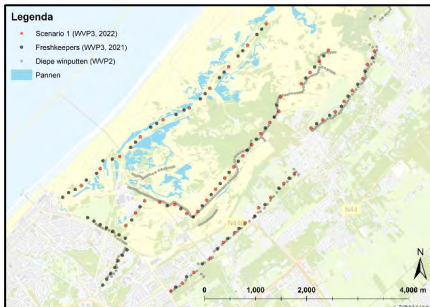 Legenda
Scenario 1 (WVP3, 2022)
Freshkeepers (WVP3, 2021)
Diepe winputten (WVP2)
Pannen
N44
N
0 1,000 2,000 4,000 m